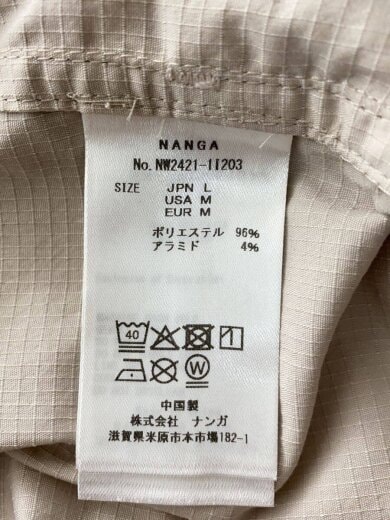 NANGA
No.NW2421-1I203
SIZE JPN L
USA M
EUR M
ポリエステル 96%
アラミド 4%
40
W
中国製
株式会社 ナンガ
滋賀県米原市本市場182-1